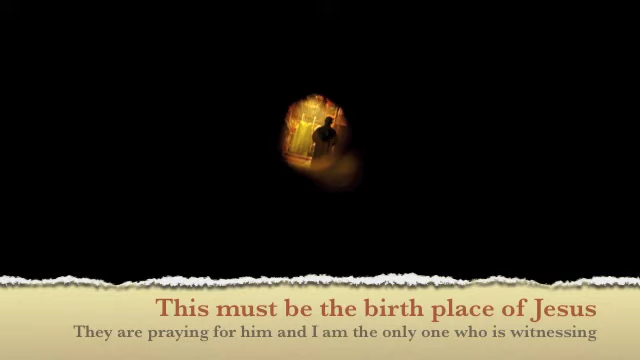 This must be the birth place of Jesus
They are praying for him and I am the only one who is witnessing